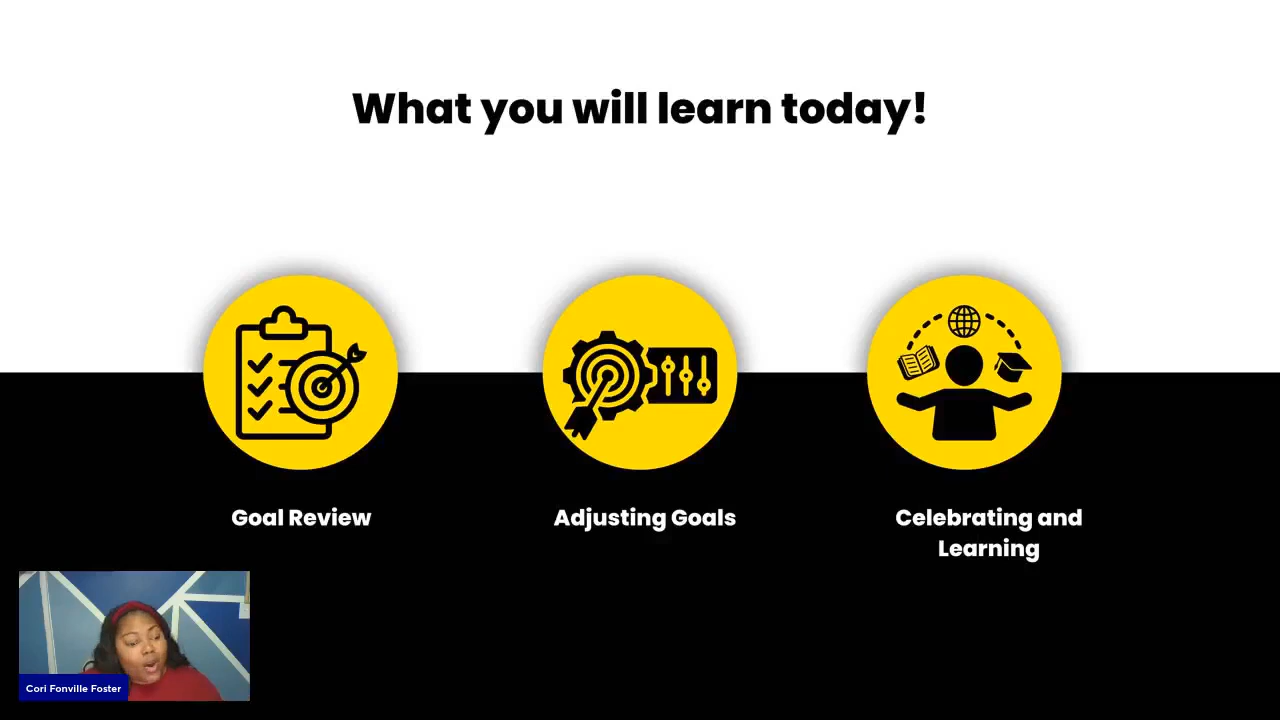 What you will learn today!
Goal Review
Adjusting Goals
Celebrating and
Learning
Cori Fonville Foster